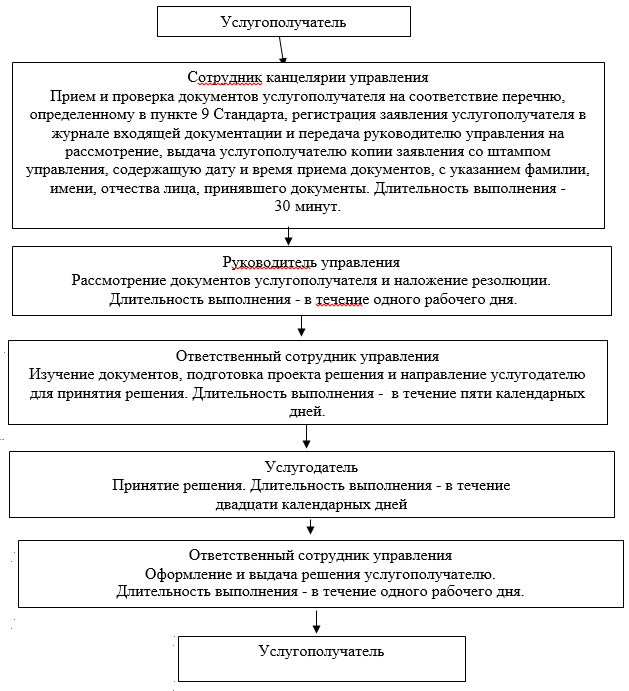 Услугополучатель
Сотрудник канцелярии управления
Прием и проверка документов услугополучателя на соответствие перечню,
определенному в пункте 9 Стандарта, регистрация заявления услугополучателя в
журнале входящей документации и передача руководителю управления на
рассмотрение, выдача услугополучателю копии заявления со штампом
управления, содержащую дату и время приема документов, с указанием фамилии,
имени, отчества лица, принявшего документы. Длительность выполнения -
30 минут.
Руководитель управления
Рассмотрение документов услугополучателя и наложение резолюции.
Длительность выполнения - в течение одного рабочего дня.
Ответственный сотрудник управления
Изучение документов, подготовка проекта решения и направление услугодателю
для принятия решения. Длительность выполнения - в течение пяти календарных
дней.
Услугодатель
Принятие решения. Длительность выполнения - в течение
двадцати календарных дней
Ответственный сотрудник управления
Оформление и выдача решения услугополучателю.
Длительность выполнения - в течение одного рабочего дня.
Услугополучатель